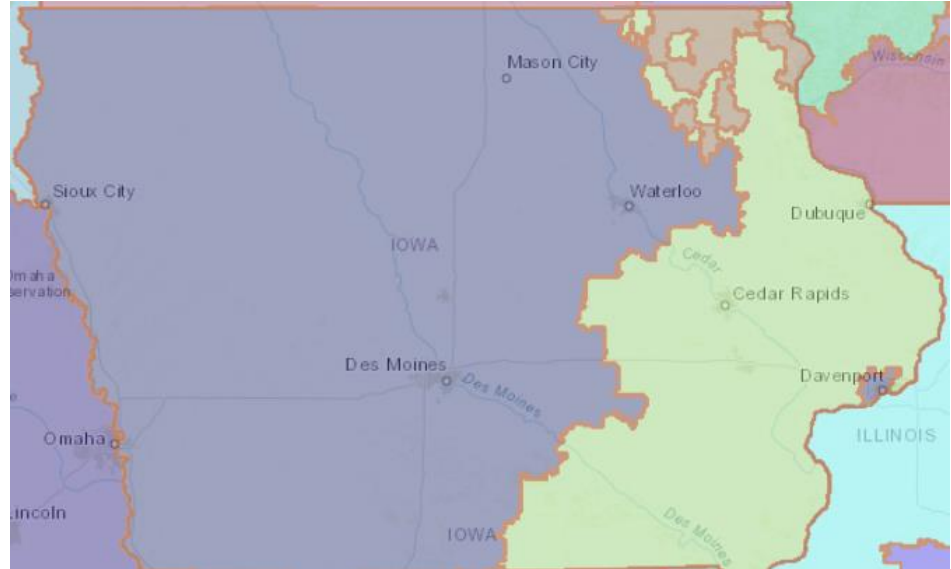 Mason City
Wisconsin
Sioux City
Waterloo
Dubuque
IOWA
Cedar
Omaha
servation
Cedar Rapids
Des Moines
Des Moines
Davenport
Omaha
ILLINOIS
incoln
IOWA
Des Moines